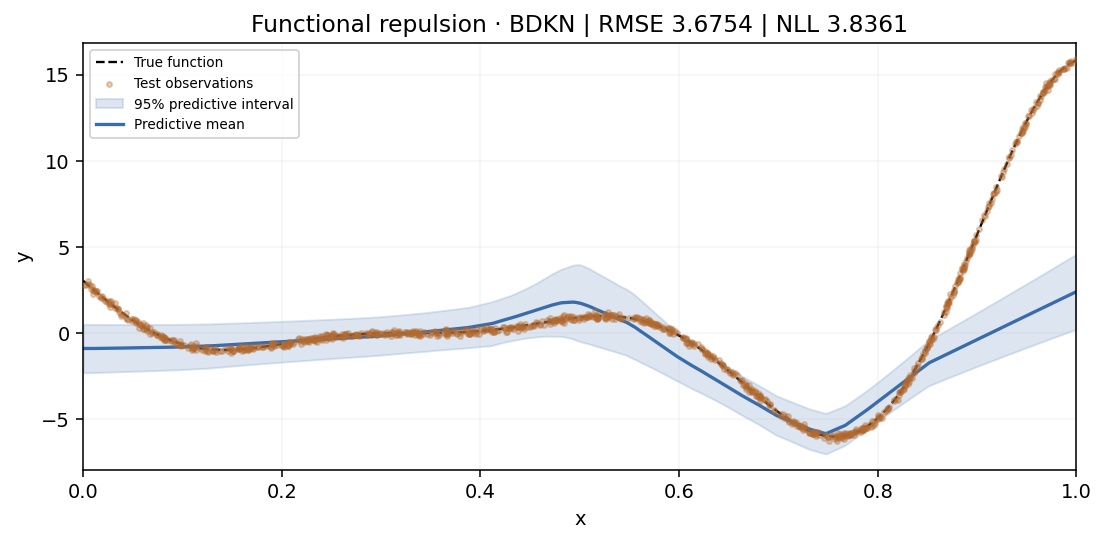 Functional repulsion · BDKN | RMSE 3.6754 | NLL 3.8361
True function
Test observations
95% predictive interval
Predictive mean
15
10
5
0
−5
y
0.0 0.2 0.4 0.6 0.8 1.0
x